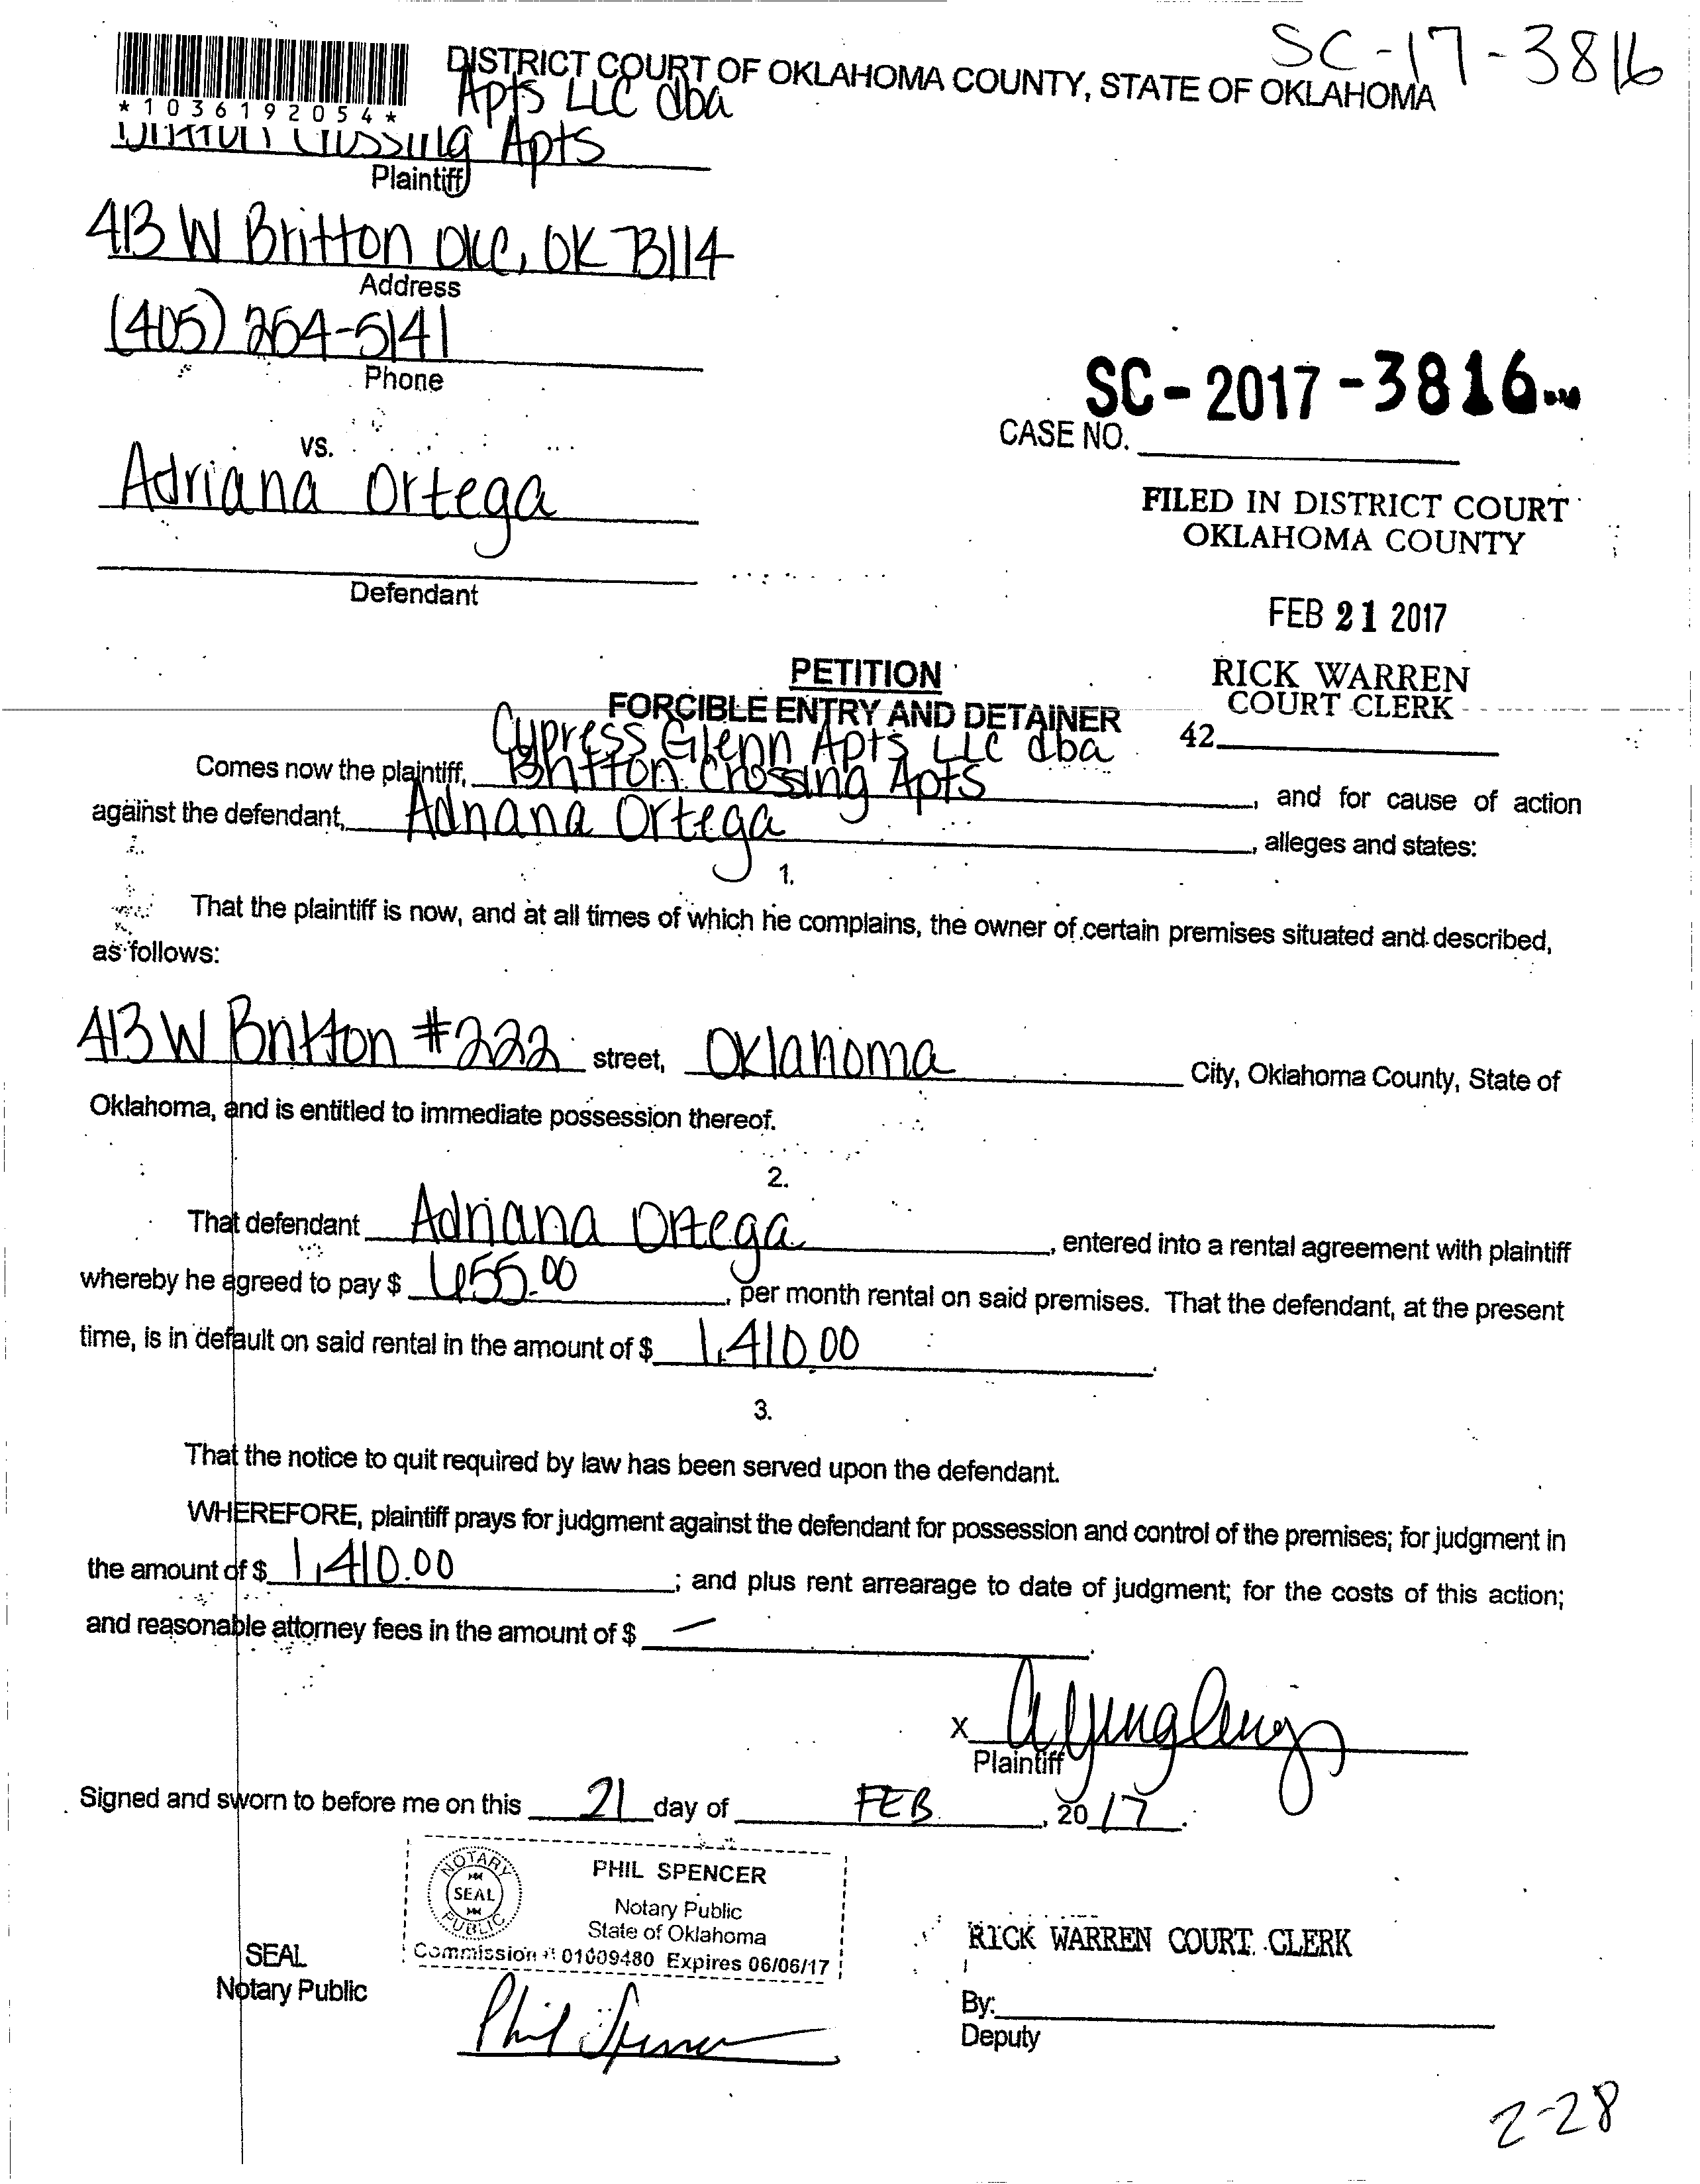 SC-17-3816
DISTRICT COURT OF OKLAHOMA COUNTY, STATE OF OKLAHOMA
*1036192054*
Apts LLC dba
Britton Crossing Apts
Plaintiff
413 W Britton OKC, OK 73114
Address
(405) 254-5141
Phone
SC-2017-3816
CASE NO.
vs.
Adriana Ortega
Defendant
FILED IN DISTRICT COURT
OKLAHOMA COUNTY
FEB 21 2017
RICK WARREN
COURT CLERK
42
PETITION
FORCIBLE ENTRY AND DETAINER
Cypress Glenn Apts LLC dba
Comes now the plaintiff, Britton Crossing Apts, and for cause of action
against the defendant, Adriana Ortega, alleges and states:
1.
That the plaintiff is now, and at all times of which he complains, the owner of certain premises situated and described,
as follows:
413 W Britton #222 street, Oklahoma City, Oklahoma County, State of
Oklahoma, and is entitled to immediate possession thereof.
2.
That defendant Adriana Ortega, entered into a rental agreement with plaintiff
whereby he agreed to pay $ 655.00, per month rental on said premises. That the defendant, at the present
time, is in default on said rental in the amount of $ 1,410.00.
3.
That the notice to quit required by law has been served upon the defendant.
WHEREFORE, plaintiff prays for judgment against the defendant for possession and control of the premises; for judgment in
the amount of $ 1,410.00; and plus rent arrearage to date of judgment; for the costs of this action;
and reasonable attorney fees in the amount of $ —.
X
Plaintiff
Signed and sworn to before me on this 21 day of FEB, 2017.
NOTARY PUBLIC
SEAL
PHIL SPENCER
Notary Public
State of Oklahoma
Commission # 01009480 Expires 06/06/17
SEAL
Notary Public
Phil Spencer
RICK WARREN COURT CLERK
By:
Deputy
2-28